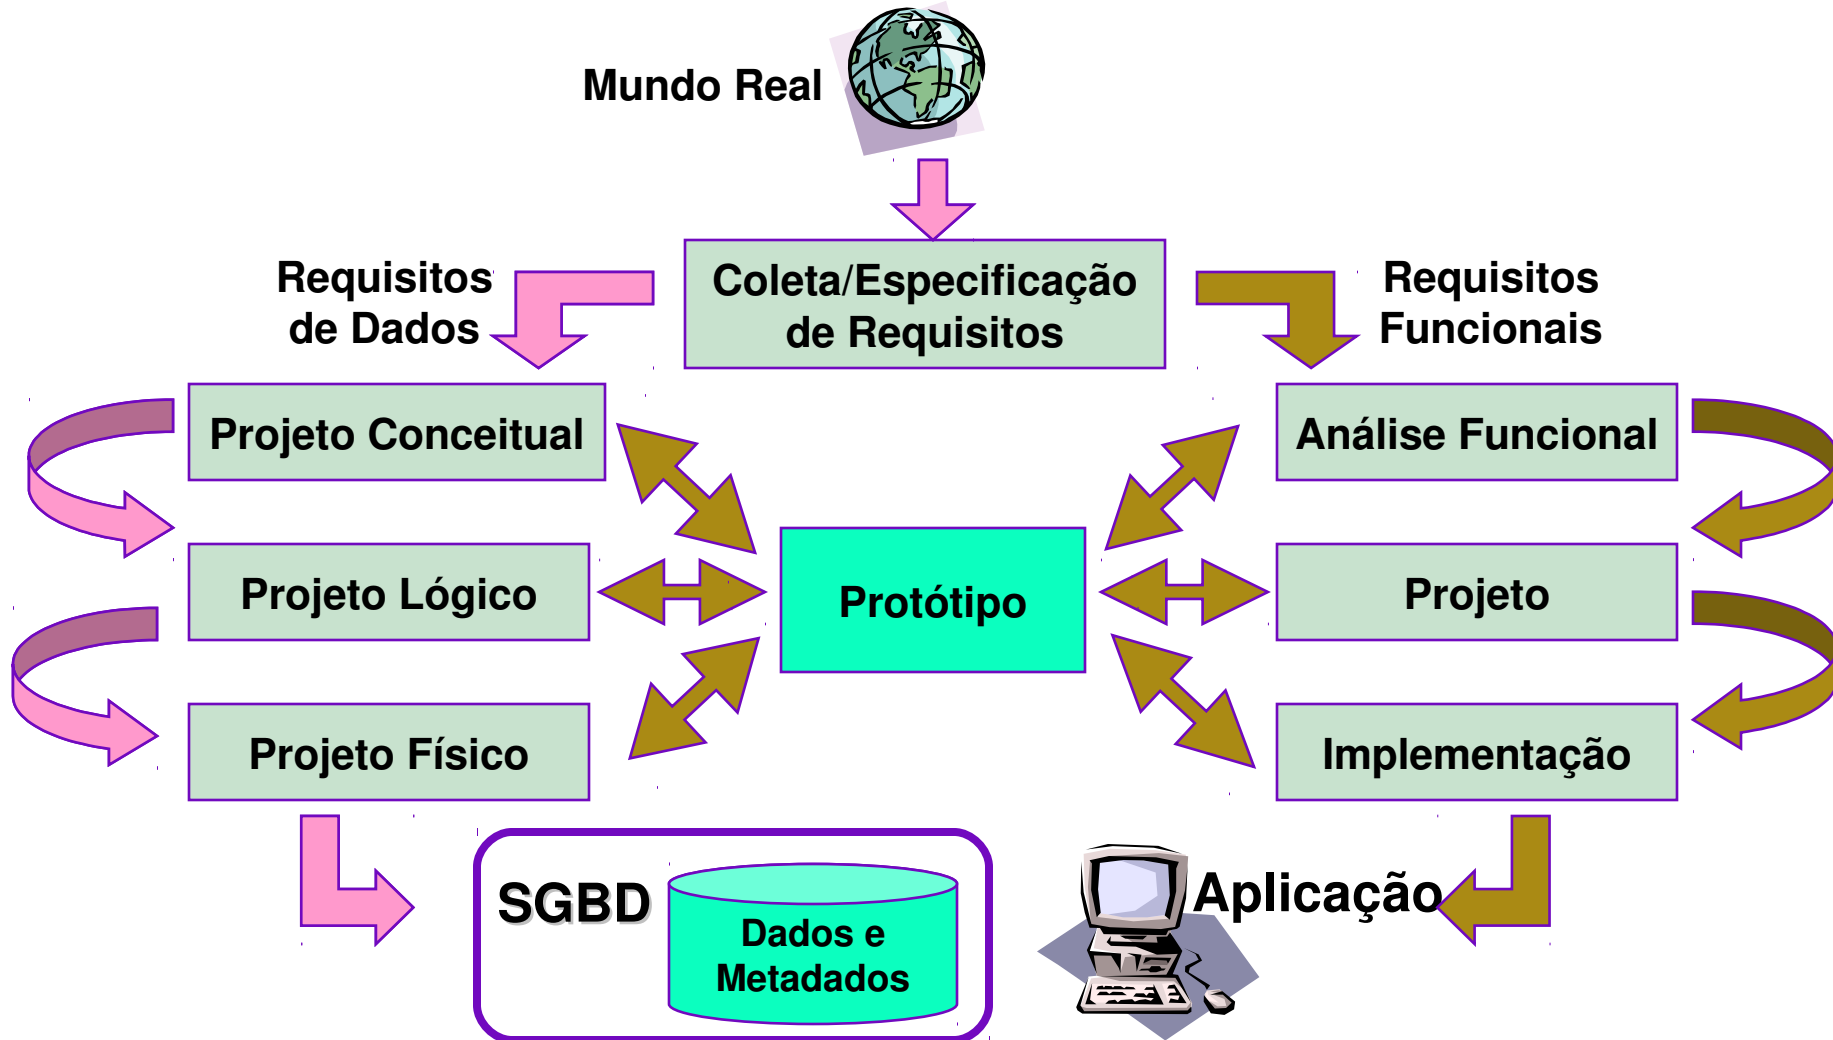 Mundo Real
Requisitos
de Dados
Coleta/Especificação
de Requisitos
Requisitos
Funcionais
Projeto Conceitual
Análise Funcional
Projeto Lógico
Protótipo
Projeto
Projeto Físico
Implementação
SGBD
Dados e
Metadados
Aplicação